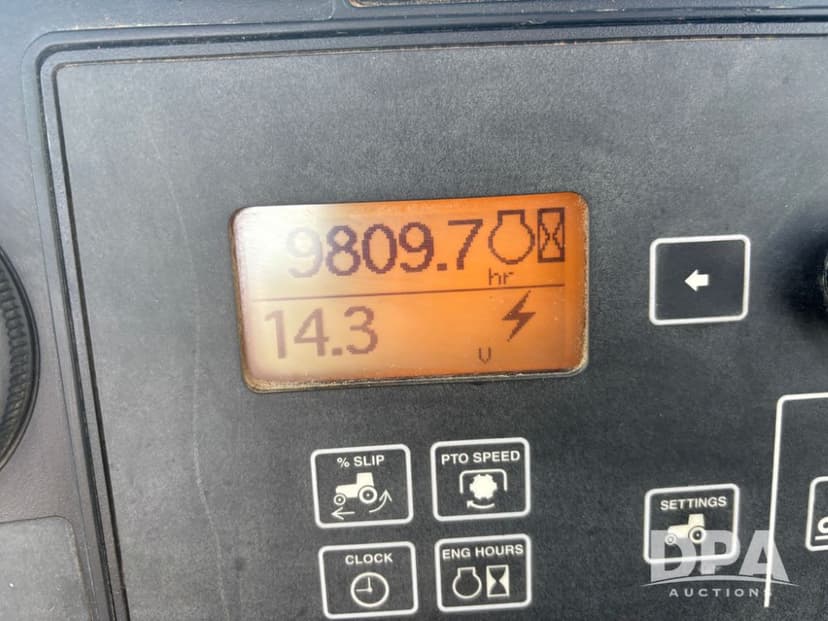 9809.7
hr
14.3
V
% SLIP
PTO SPEED
SETTINGS
CLOCK
ENG HOURS
DPA
AUCTIONS